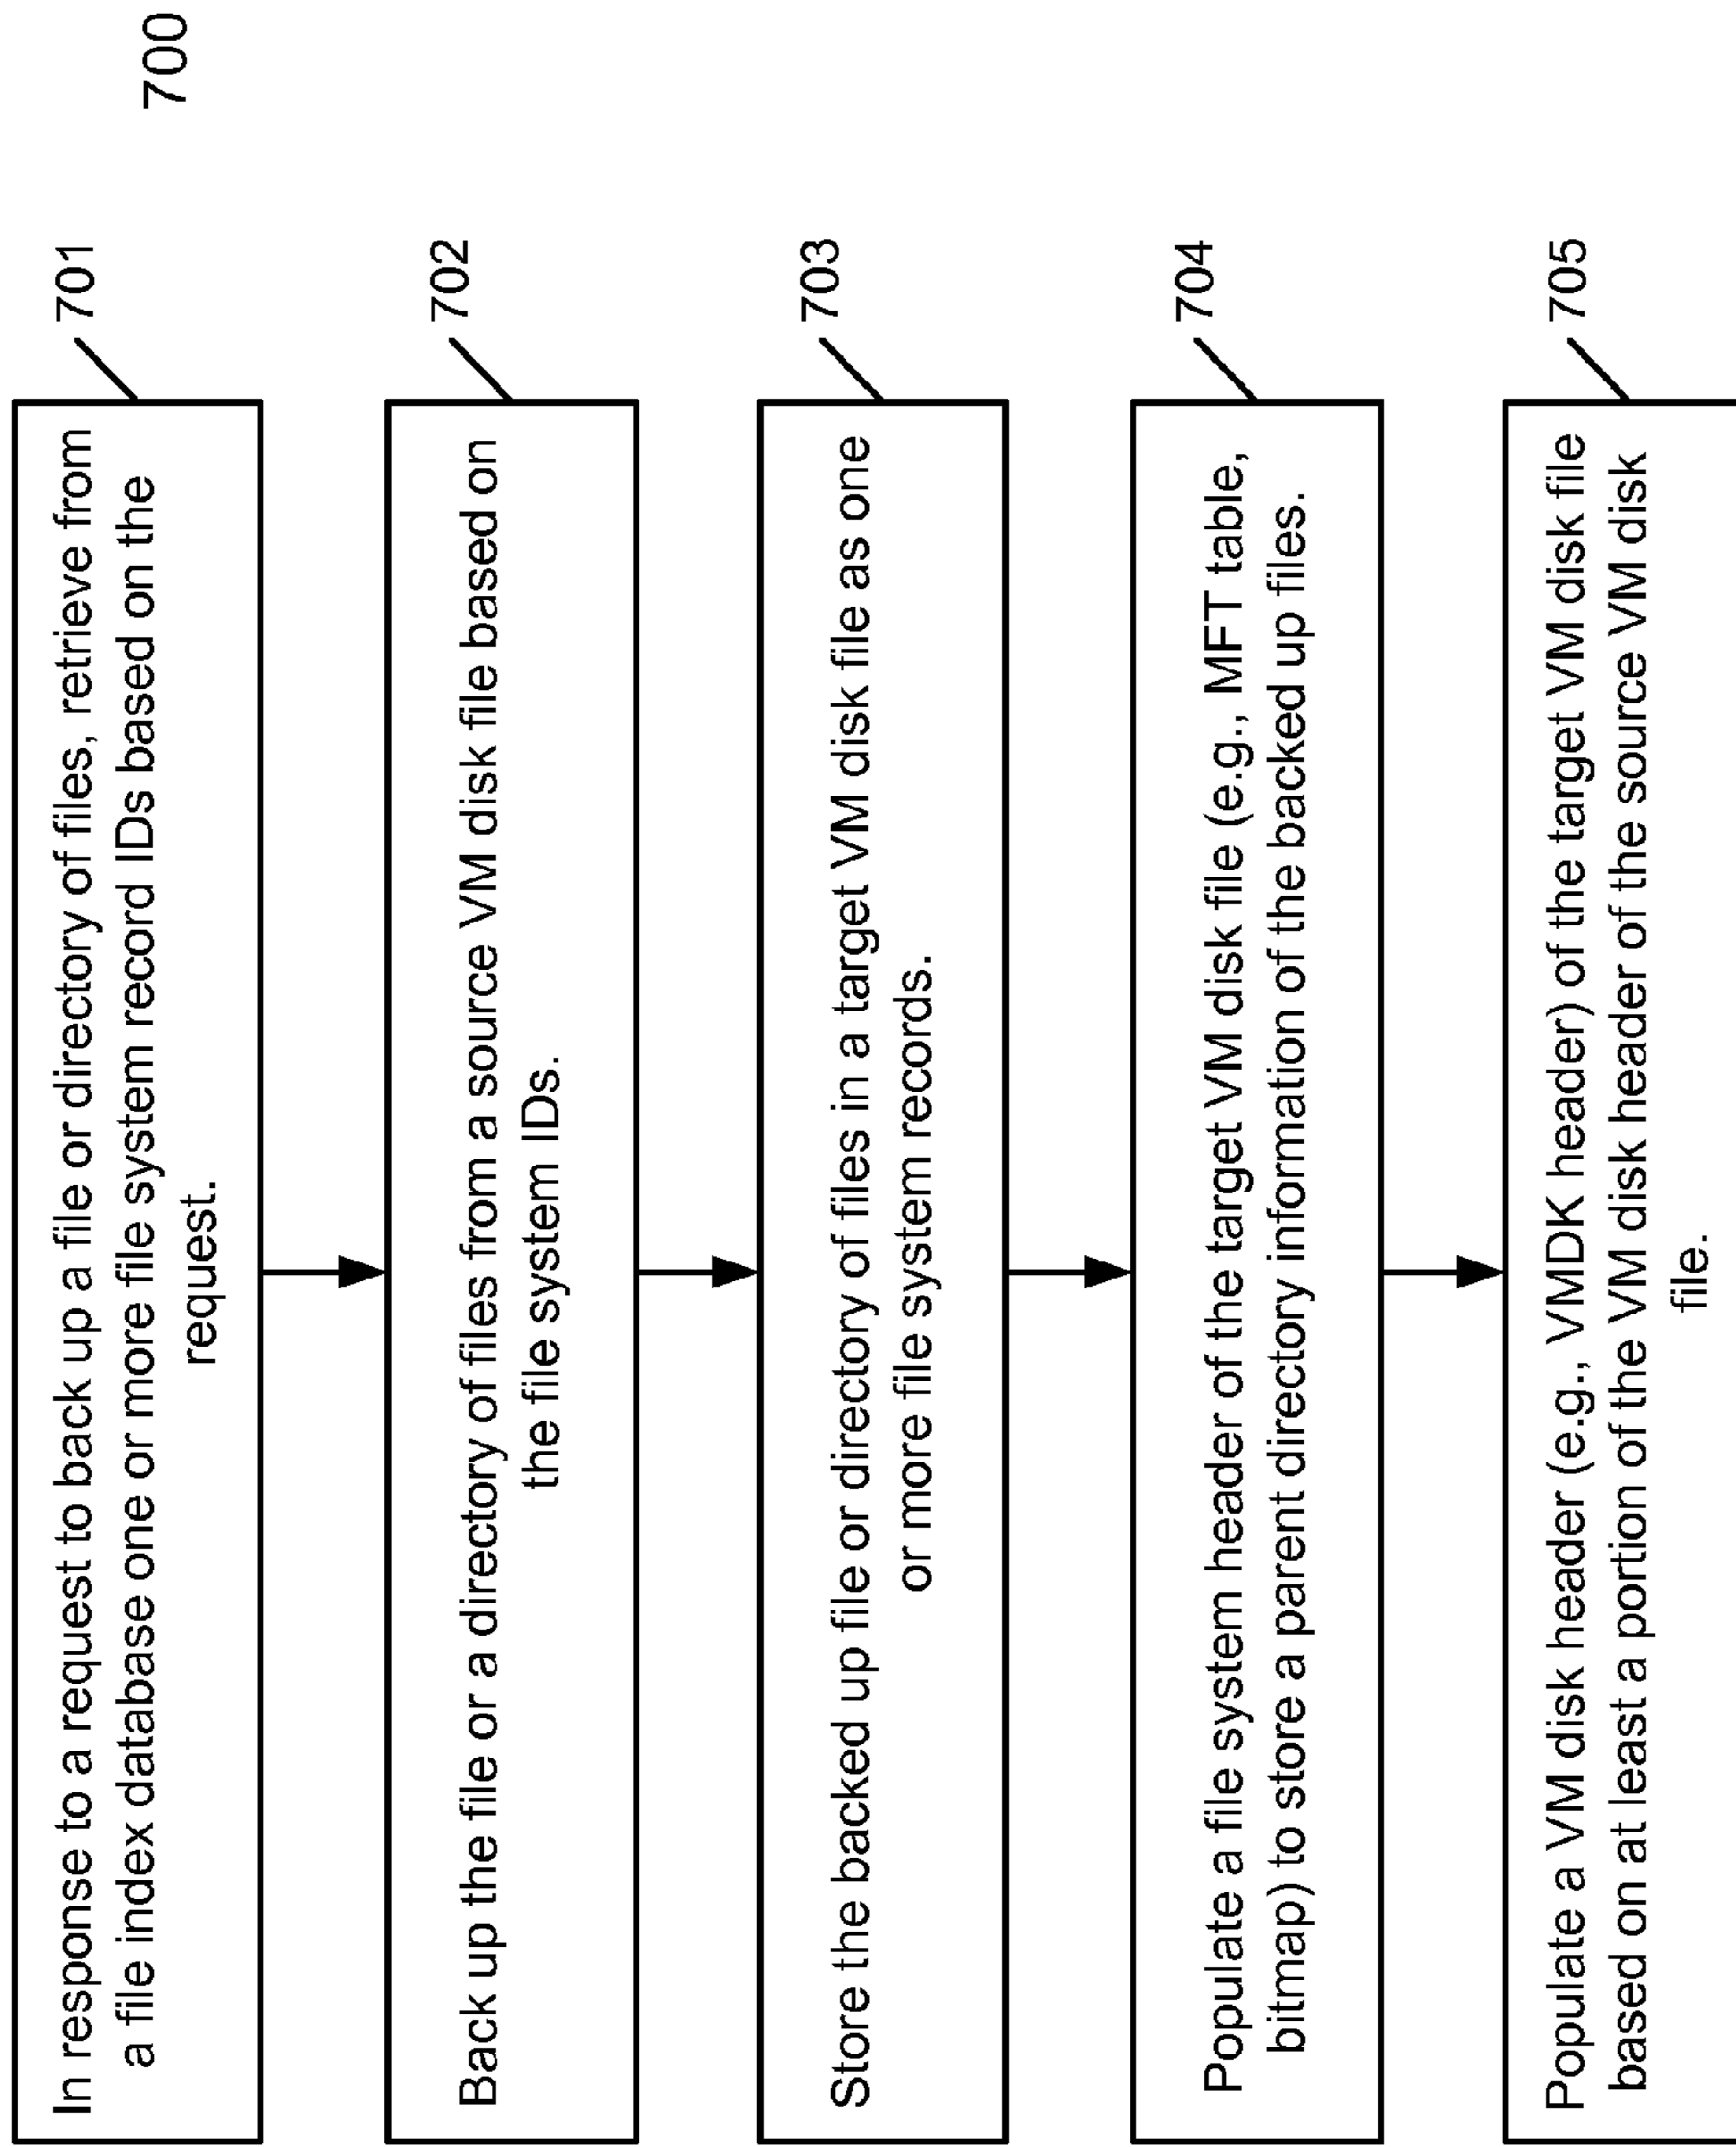 700
In response to a request to back up a file or directory of files, retrieve from
a file index database one or more file system record IDs based on the
request.
701
Back up the file or a directory of files from a source VM disk file based on
the file system IDs.
702
Store the backed up file or directory of files in a target VM disk file as one
or more file system records.
703
Populate a file system header of the target VM disk file (e.g., MFT table,
bitmap) to store a parent directory information of the backed up files.
704
Populate a VM disk header (e.g., VMDK header) of the target VM disk file
based on at least a portion of the VM disk header of the source VM disk
file.
705